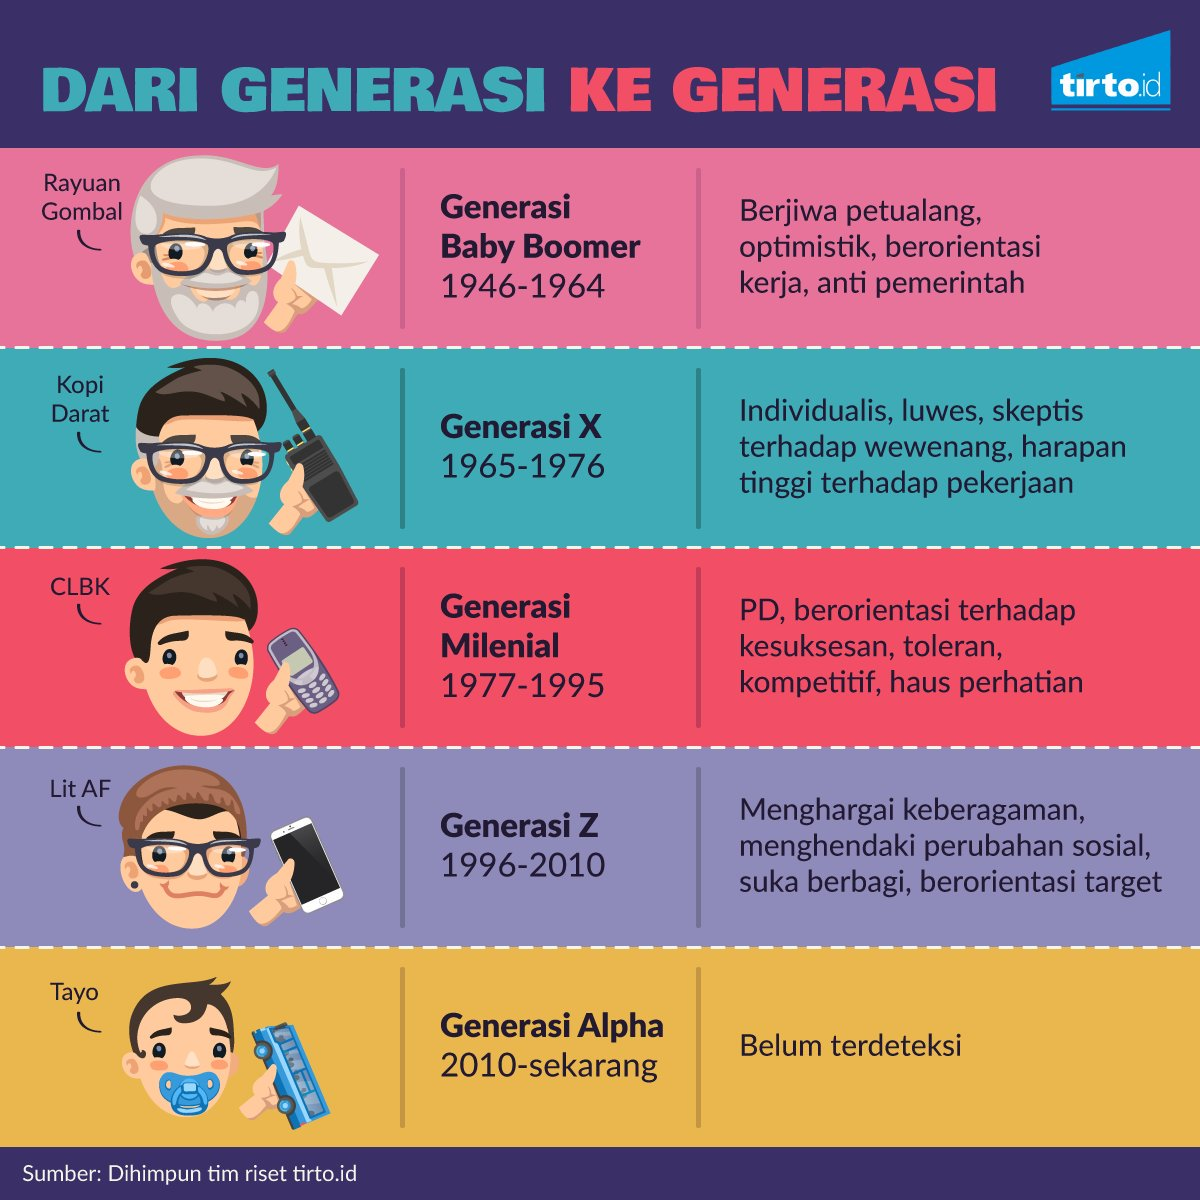 DARI GENERASI KE GENERASI
tirto.id
Rayuan
Gombal
Generasi
Baby Boomer
1946-1964
Berjiwa petualang,
optimistik, berorientasi
kerja, anti pemerintah
Kopi
Darat
Generasi X
1965-1976
Individualis, luwes, skeptis
terhadap wewenang, harapan
tinggi terhadap pekerjaan
CLBK
Generasi
Milenial
1977-1995
PD, berorientasi terhadap
kesuksesan, toleran,
kompetitif, haus perhatian
Lit AF
Generasi Z
1996-2010
Menghargai keberagaman,
menghendaki perubahan sosial,
suka berbagi, berorientasi target
Tayo
Generasi Alpha
2010-sekarang
Belum terdeteksi
Sumber: Dihimpun tim riset tirto.id